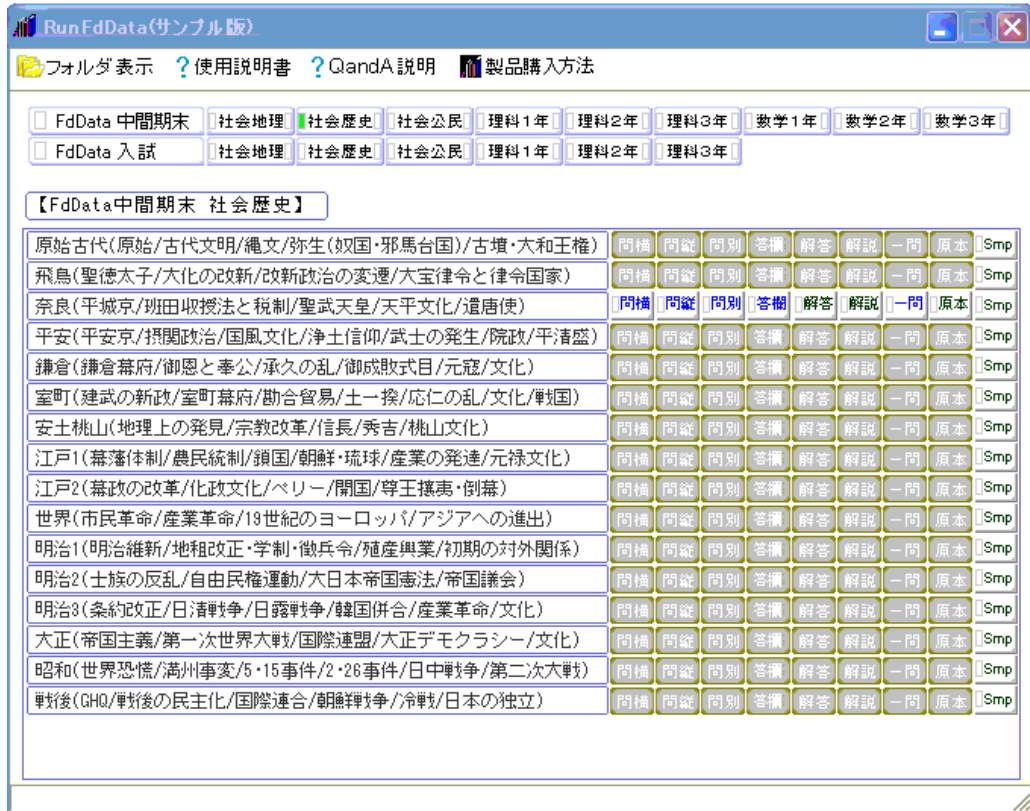 RunFdData(サンプル版)
フォルダ表示 ?使用説明書 ?QandA説明 製品購入方法
FdData 中間期末 社会地理 社会歴史 社会公民 理科1年 理科2年 理科3年 数学1年 数学2年 数学3年
FdData 入試 社会地理 社会歴史 社会公民 理科1年 理科2年 理科3年
【FdData中間期末 社会歴史】
原始古代(原始/古代文明/縄文/弥生(奴国・邪馬台国)/古墳・大和王権) 問横 問縦 問別 答欄 解答 解説 一問 原本 Smp
飛鳥(聖徳太子/大化の改新/改新政治の変遷/大宝律令と律令国家) 問横 問縦 問別 答欄 解答 解説 一問 原本 Smp
奈良(平城京/班田収授法と税制/聖武天皇/天平文化/遣唐使) 問横 問縦 問別 答欄 解答 解説 一問 原本 Smp
平安(平安京/摂関政治/国風文化/浄土信仰/武士の発生/院政/平清盛) 問横 問縦 問別 答欄 解答 解説 一問 原本 Smp
鎌倉(鎌倉幕府/御恩と奉公/承久の乱/御成敗式目/元寇/文化) 問横 問縦 問別 答欄 解答 解説 一問 原本 Smp
室町(建武の新政/室町幕府/勘合貿易/土一揆/応仁の乱/文化/戦国) 問横 問縦 問別 答欄 解答 解説 一問 原本 Smp
安土桃山(地理上の発見/宗教改革/信長/秀吉/桃山文化) 問横 問縦 問別 答欄 解答 解説 一問 原本 Smp
江戸1(幕藩体制/農民統制/鎖国/朝鮮・琉球/産業の発達/元禄文化) 問横 問縦 問別 答欄 解答 解説 一問 原本 Smp
江戸2(幕政の改革/化政文化/ペリー/開国/尊王攘夷・倒幕) 問横 問縦 問別 答欄 解答 解説 一問 原本 Smp
世界(市民革命/産業革命/19世紀のヨーロッパ/アジアへの進出) 問横 問縦 問別 答欄 解答 解説 一問 原本 Smp
明治1(明治維新/地租改正・学制・徴兵令/殖産興業/初期の対外関係) 問横 問縦 問別 答欄 解答 解説 一問 原本 Smp
明治2(士族の反乱/自由民権運動/大日本帝国憲法/帝国議会) 問横 問縦 問別 答欄 解答 解説 一問 原本 Smp
明治3(条約改正/日清戦争/日露戦争/韓国併合/産業革命/文化) 問横 問縦 問別 答欄 解答 解説 一問 原本 Smp
大正(帝国主義/第一次世界大戦/国際連盟/大正デモクラシー/文化) 問横 問縦 問別 答欄 解答 解説 一問 原本 Smp
昭和(世界恐慌/満州事変/5・15事件/2・26事件/日中戦争/第二次大戦) 問横 問縦 問別 答欄 解答 解説 一問 原本 Smp
戦後(GHQ/戦後の民主化/国際連合/朝鮮戦争/冷戦/日本の独立) 問横 問縦 問別 答欄 解答 解説 一問 原本 Smp